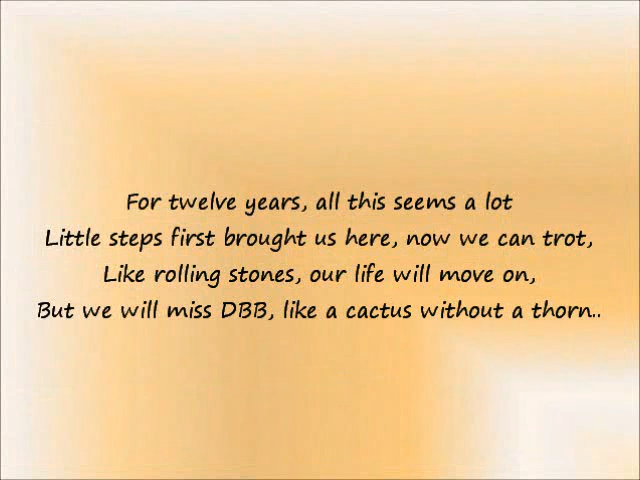 For twelve years, all this seems a lot
Little steps first brought us here, now we can trot,
Like rolling stones, our life will move on,
But we will miss DBB, like a cactus without a thorn..